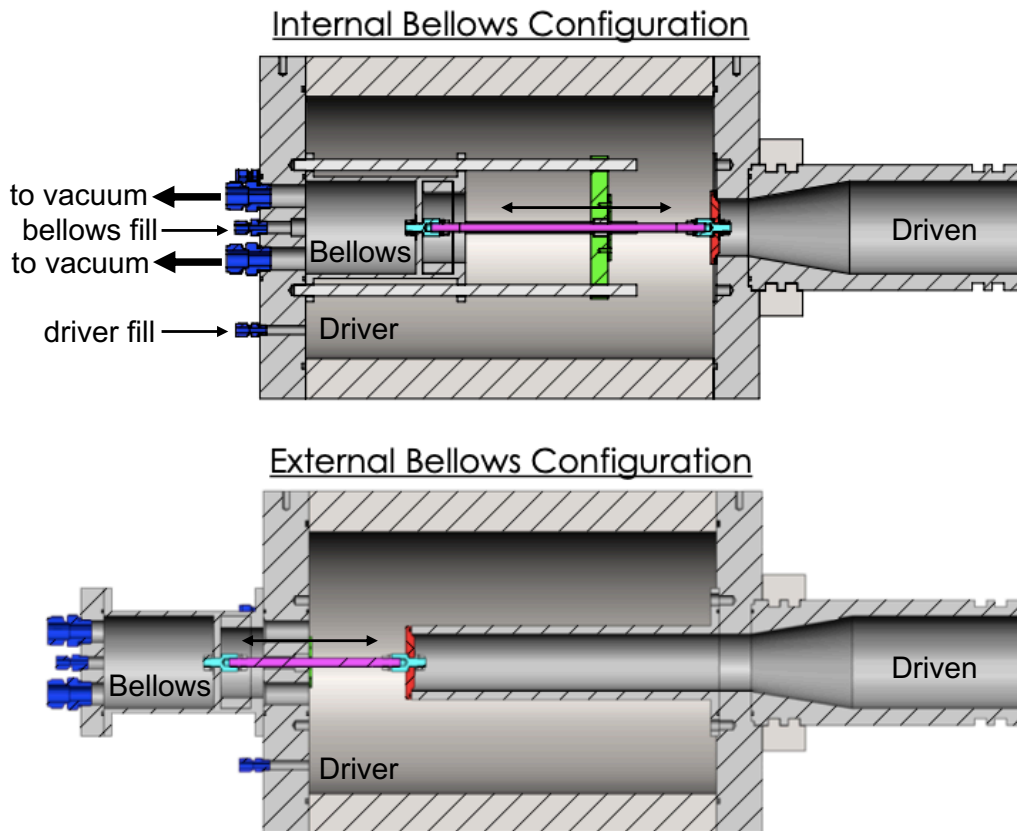 Internal Bellows Configuration
to vacuum
bellows fill
Bellows
to vacuum
Driven
driver fill
Driver
External Bellows Configuration
Bellows
Driven
Driver